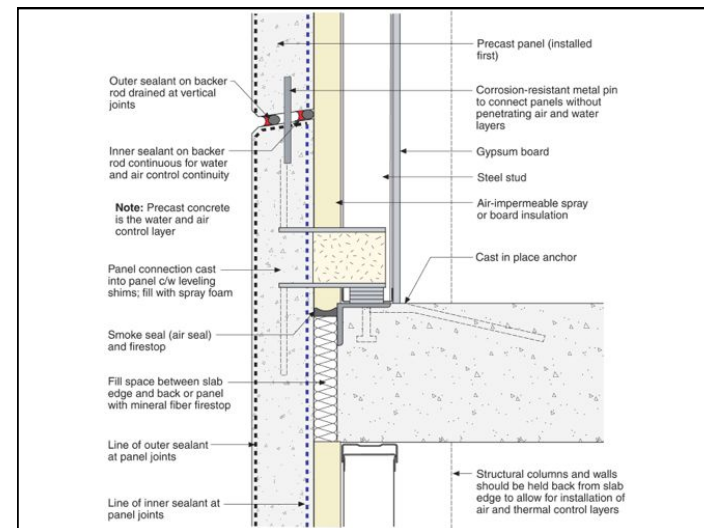 Outer sealant on backer
rod drained at vertical
joints
Inner sealant on backer
rod continuous for water
and air control continuity
Note: Precast concrete
is the water and air
control layer
Panel connection cast
into panel c/w leveling
shims; fill with spray foam
Smoke seal (air seal)
and firestop
Fill space between slab
edge and back or panel
with mineral fiber firestop
Line of outer sealant
at panel joints
Line of inner sealant at
panel joints
Precast panel (installed
first)
Corrosion-resistant metal pin
to connect panels without
penetrating air and water
layers
Gypsum board
Steel stud
Air-impermeable spray
or board insulation
Cast in place anchor
Structural columns and walls
should be held back from slab
edge to allow for installation of
air and thermal control layers